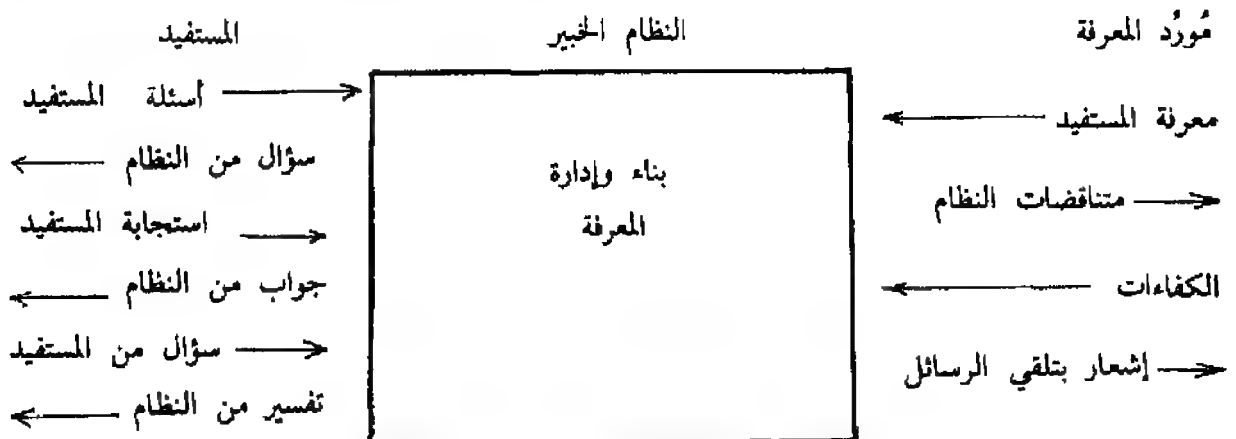 مُورِّد المعرفة
النظام الخبير
المستفيد
معرفة المستفيد
متناقضات النظام
الكفاءات
إشعار بتلقي الرسائل
بناء وإدارة
المعرفة
أسئلة المستفيد
سؤال من النظام
استجابة المستفيد
جواب من النظام
سؤال من المستفيد
تفسير من النظام